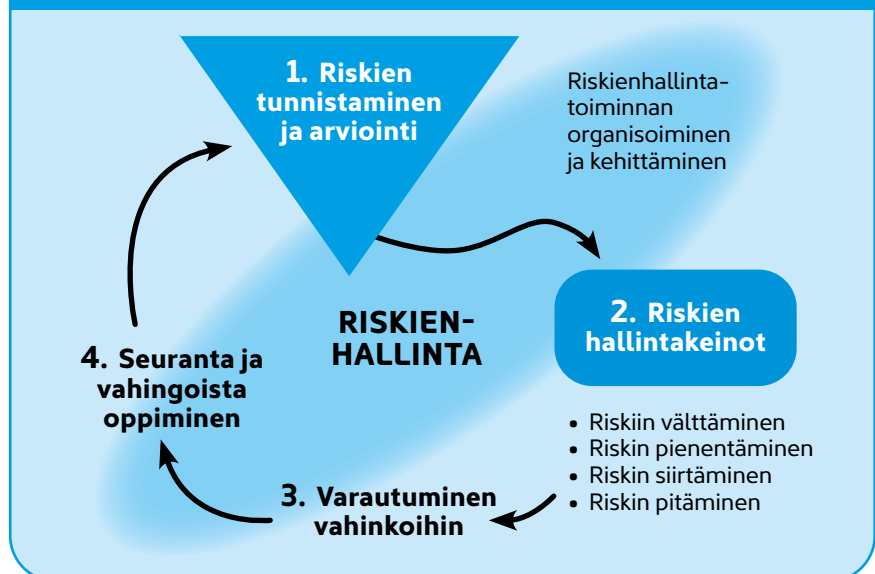 1. Riskien
tunnistaminen
ja arviointi
Riskienhallinta-
toiminnan
organisoiminen
ja kehittäminen
RISKIEN-
HALLINTA
2. Riskien
hallintakeinot
• Riskiin välttäminen
• Riskin pienentäminen
• Riskin siirtäminen
• Riskin pitäminen
3. Varautuminen
vahinkoihin
4. Seuranta ja
vahingoista
oppiminen